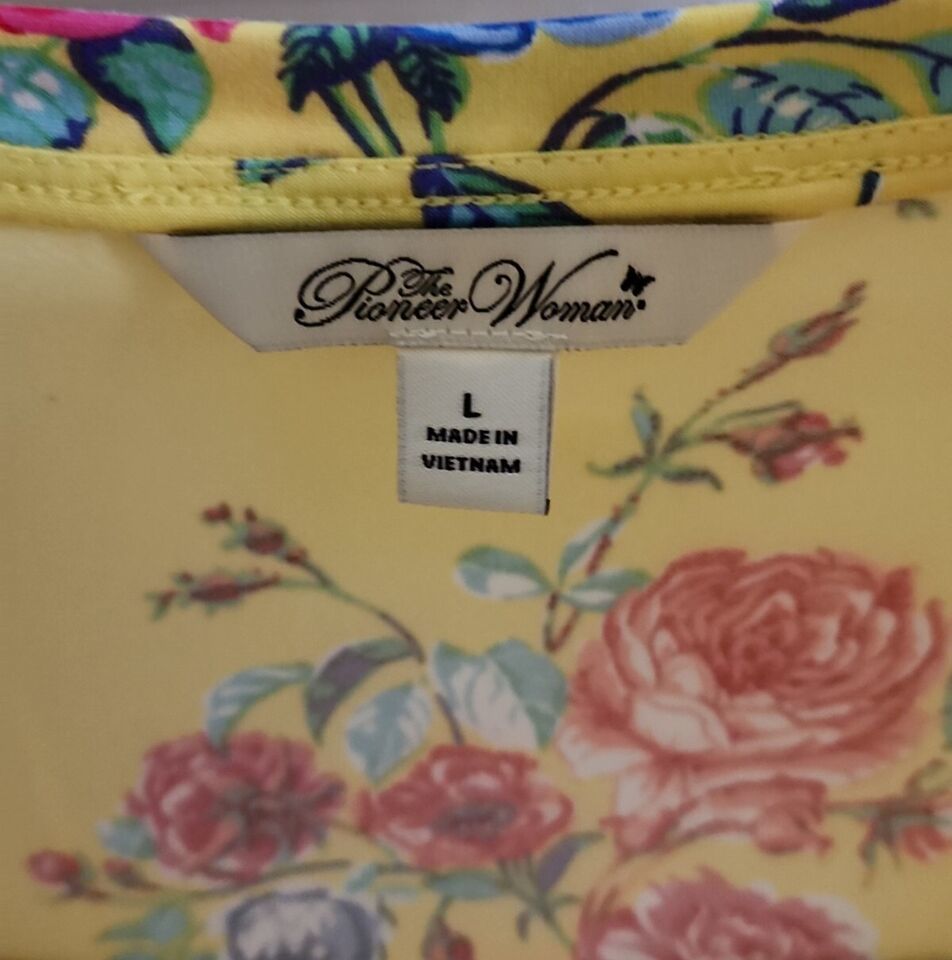 The Pioneer Woman
L
MADE IN
VIETNAM